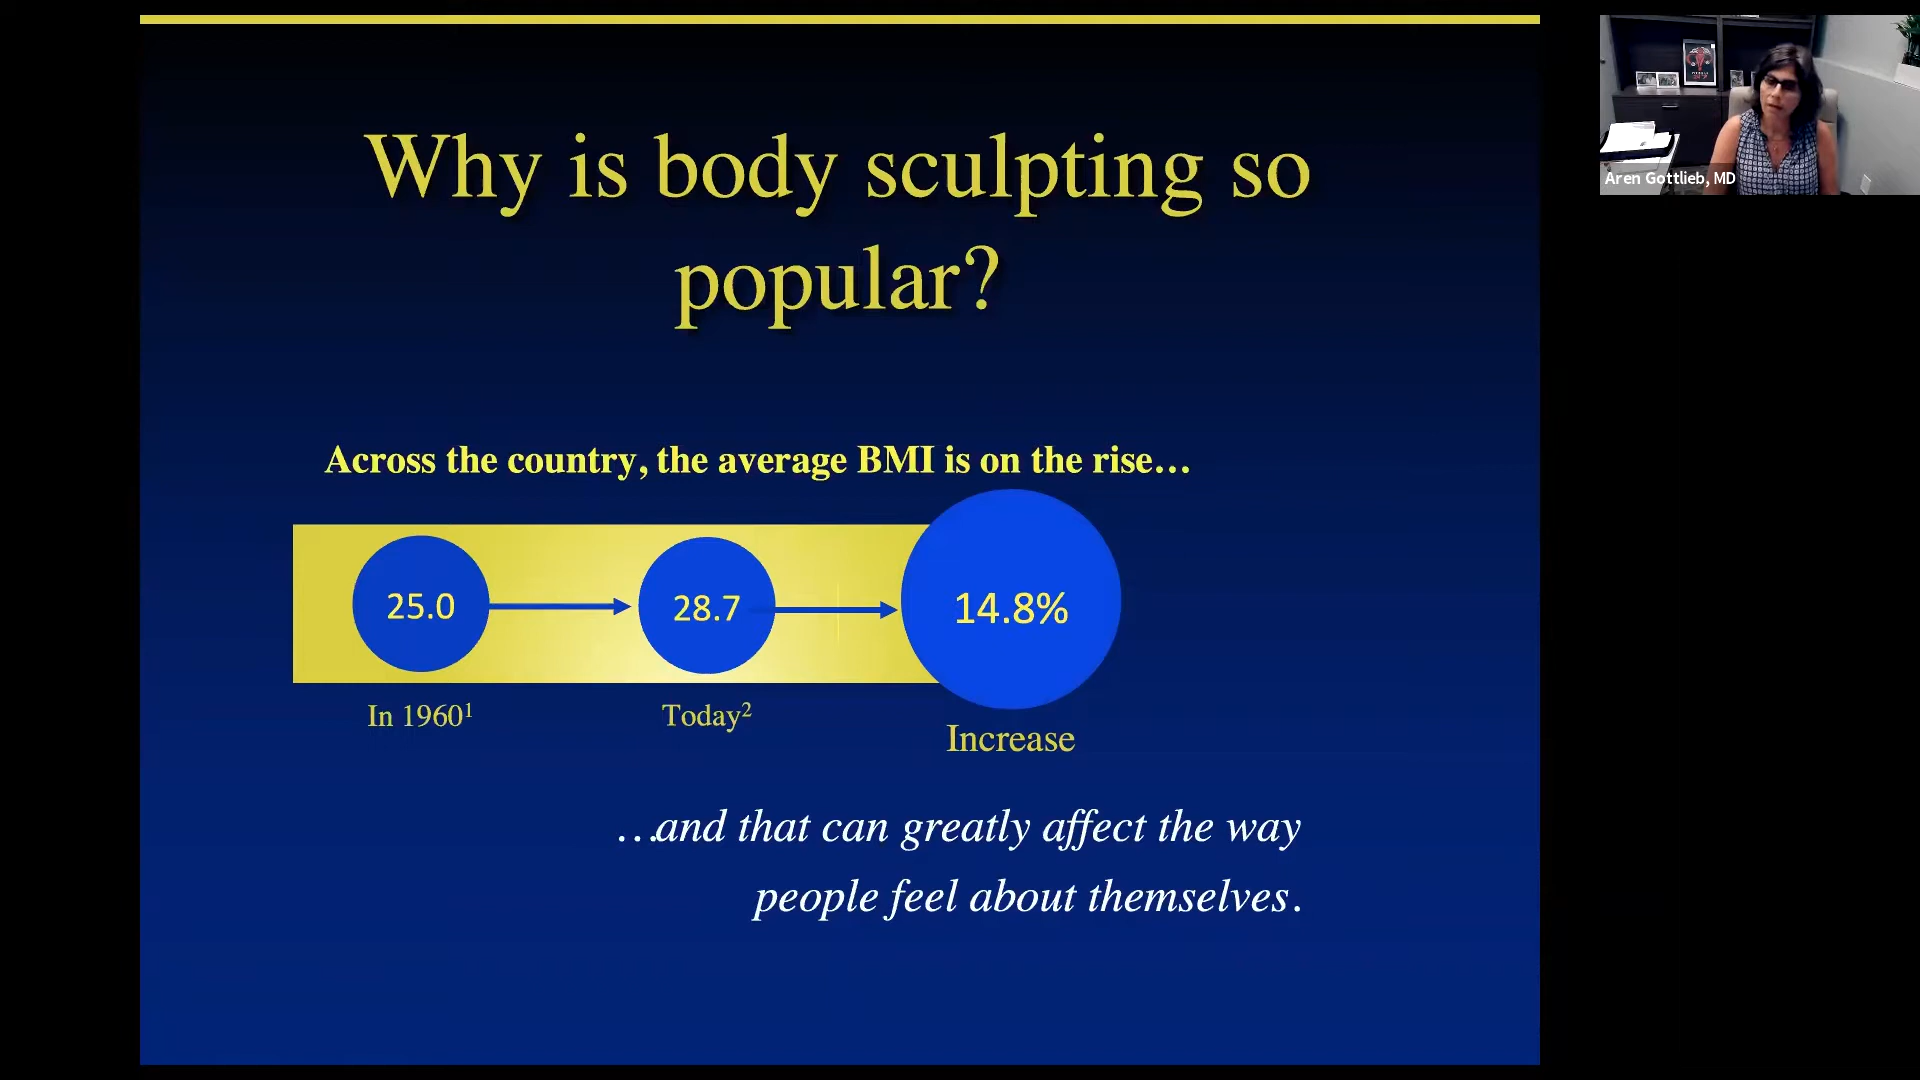 Why is body sculpting so
popular?
Across the country, the average BMI is on the rise…
25.0
28.7
14.8%
In 1960¹
Today²
Increase
…and that can greatly affect the way
people feel about themselves.
Aren Gottlieb, MD